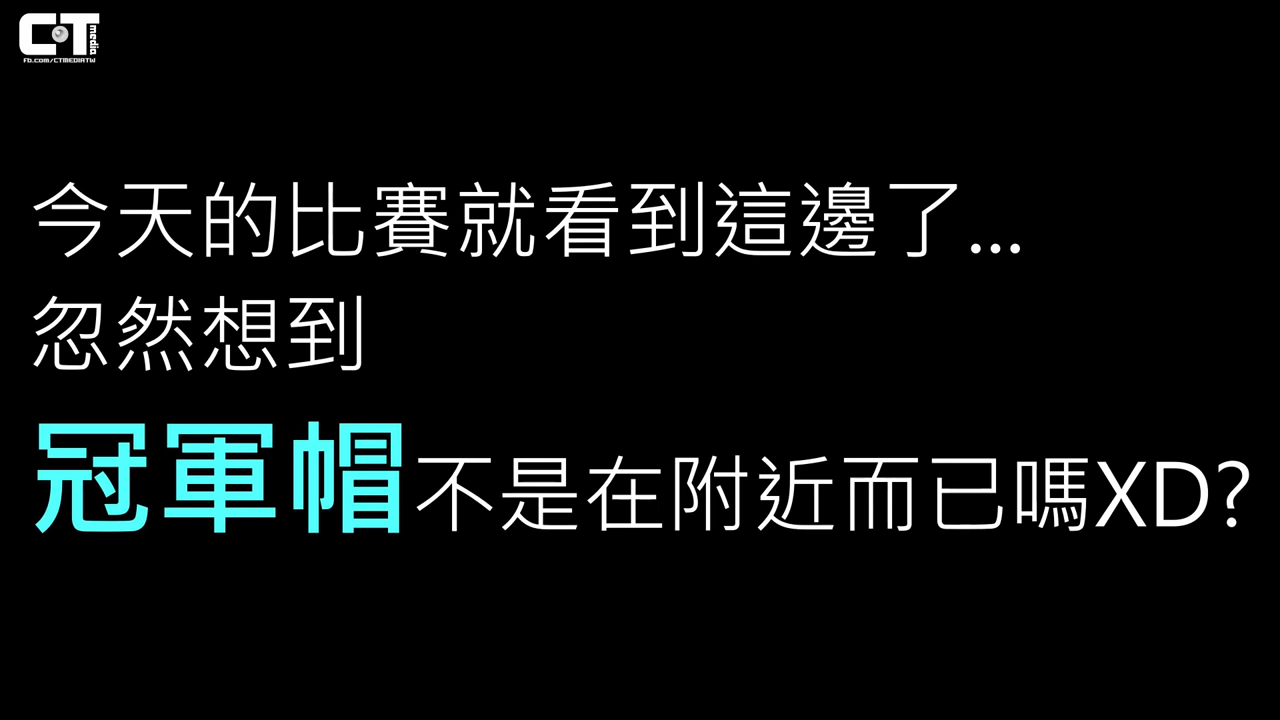 CT media
Fb.com/CTMEDIATW
今天的比賽就看到這邊了...
忽然想到
冠軍帽不是在附近而已嗎XD?